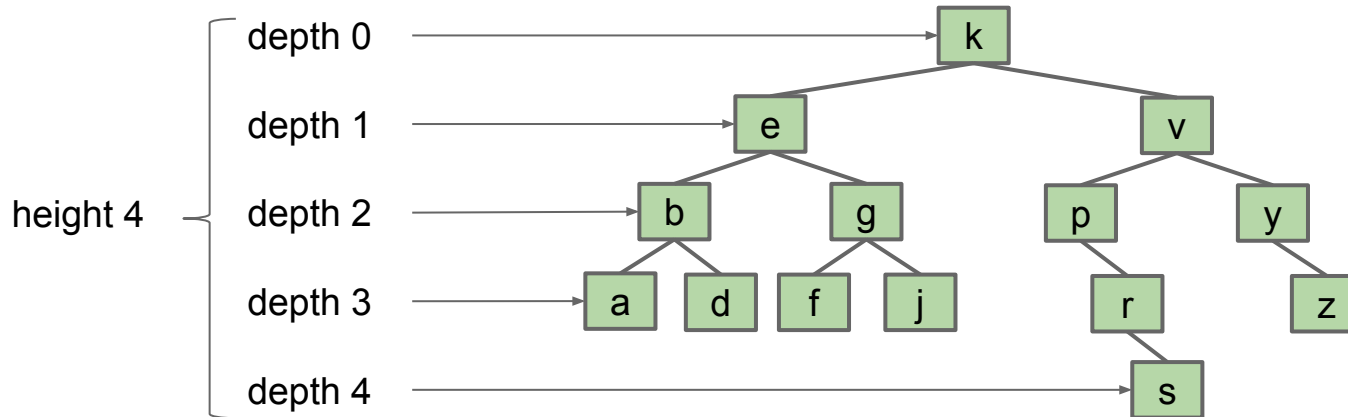 depth 0 k
depth 1 e v
height 4 depth 2 b g p y
depth 3 a d f j r z
depth 4 s